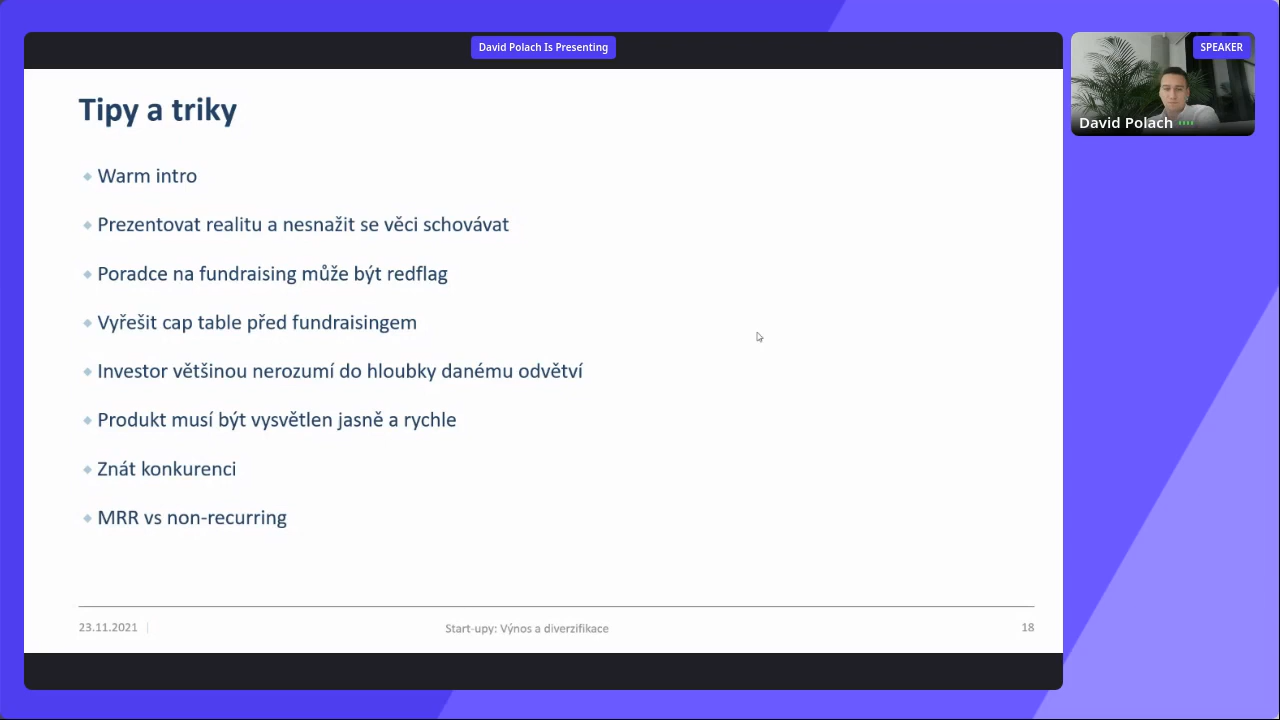 David Polach Is Presenting
SPEAKER
David Polach
Tipy a triky
Warm intro
Prezentovat realitu a nesnažit se věci schovávat
Poradce na fundraising může být redflag
Vyřešit cap table před fundraisingem
Investor většinou nerozumí do hloubky danému odvětví
Produkt musí být vysvětlen jasně a rychle
Znát konkurenci
MRR vs non-recurring
23.11.2021
Start-upy: Výnos a diverzifikace
18